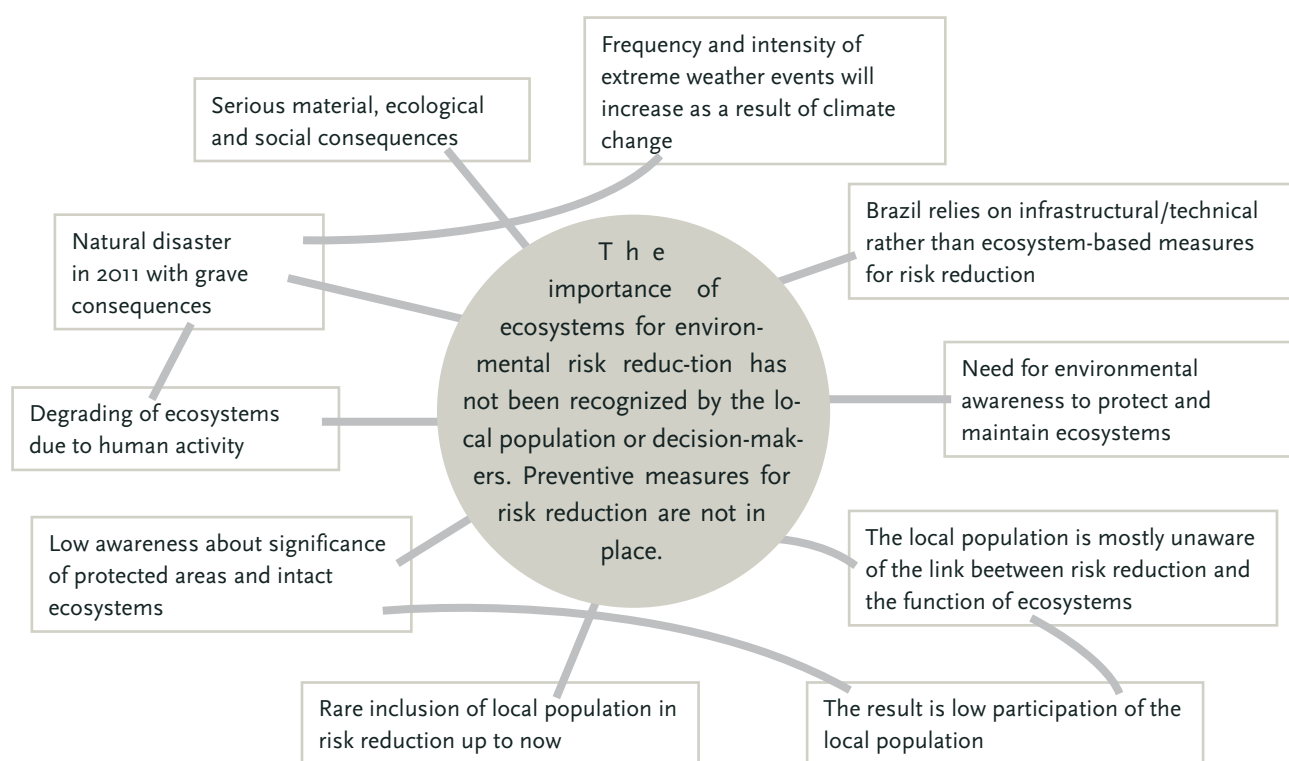 Frequency and intensity of
extreme weather events will
increase as a result of climate
change
Serious material, ecological
and social consequences
Brazil relies on infrastructural/technical
rather than ecosystem-based measures
for risk reduction
Natural disaster
in 2011 with grave
consequences
T h e
importance of
ecosystems for environ-
mental risk reduc-tion has
not been recognized by the lo-
cal population or decision-mak-
ers. Preventive measures for
risk reduction are not in
place.
Need for environmental
awareness to protect and
maintain ecosystems
Degrading of ecosystems
due to human activity
Low awareness about significance
of protected areas and intact
ecosystems
The local population is mostly unaware
of the link beetween risk reduction and
the function of ecosystems
Rare inclusion of local population in
risk reduction up to now
The result is low participation of the
local population